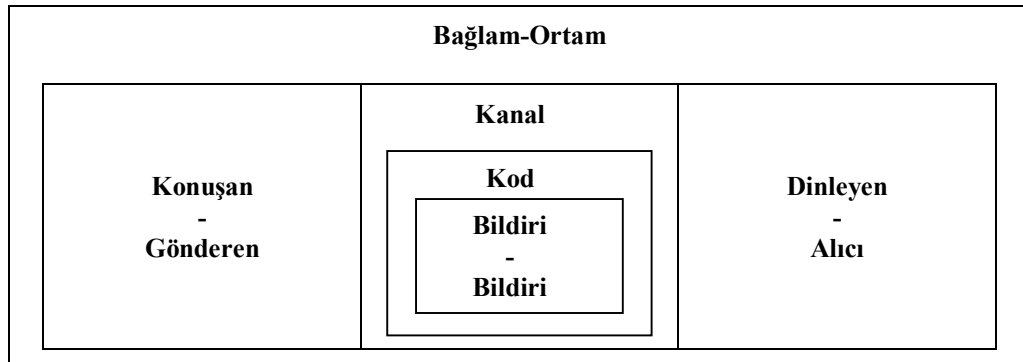 Bağlam-Ortam
Konuşan
-
Gönderen
Kanal
Kod
Bildiri
-
Bildiri
Dinleyen
-
Alıcı